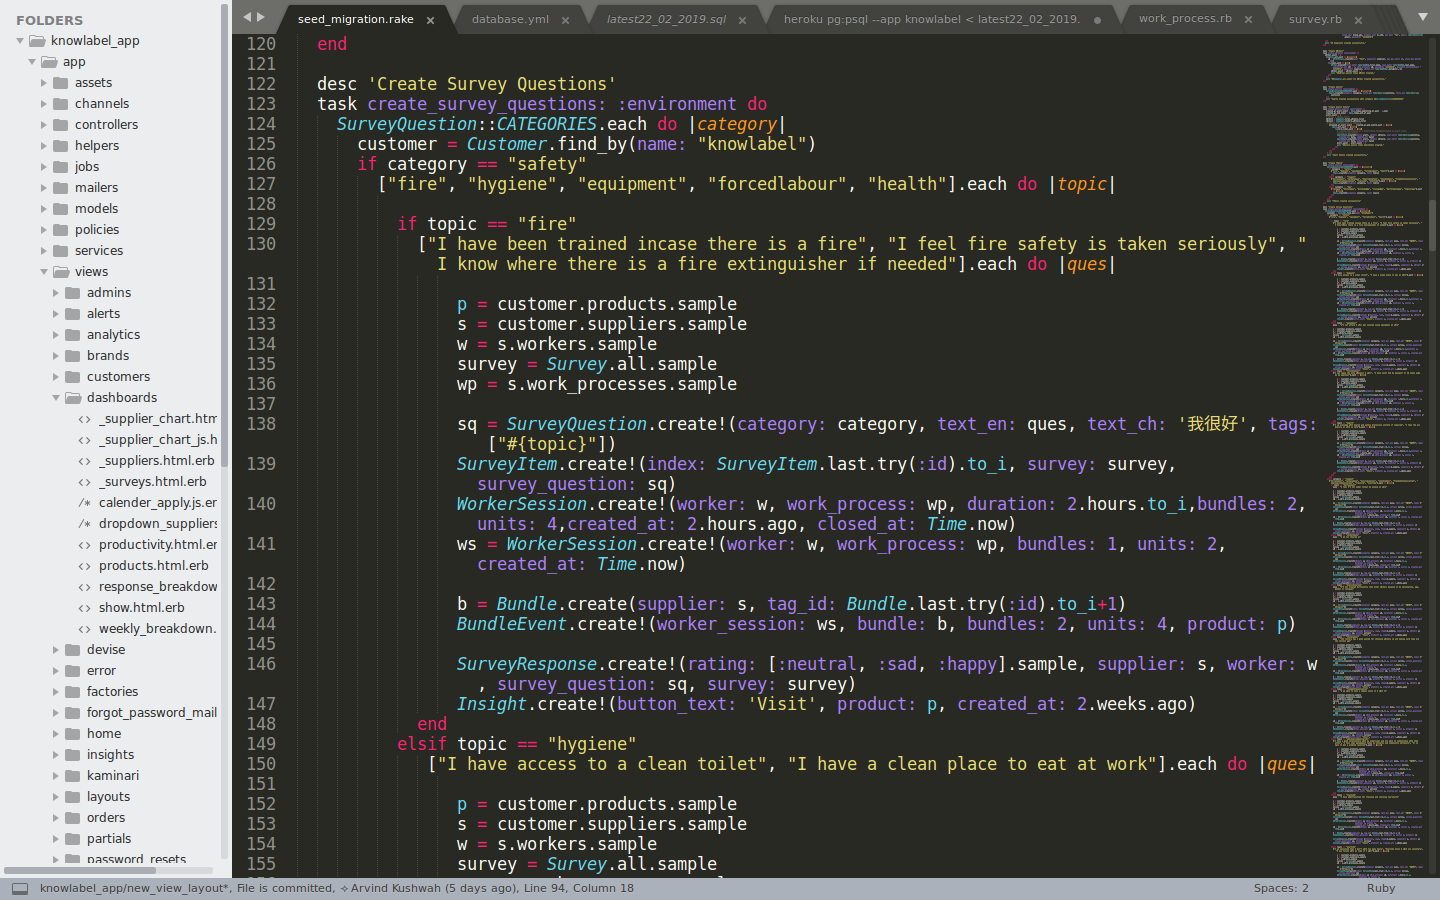 FOLDERS
knowlabel_app
app
assets
channels
controllers
helpers
jobs
mailers
models
policies
services
views
admins
alerts
analytics
brands
customers
dashboards
_supplier_chart.htm
_supplier_chart_js.h
_suppliers.html.erb
_surveys.html.erb
calender_apply.js.er
dropdown_suppliers
productivity.html.er
products.html.erb
response_breakdow
show.html.erb
weekly_breakdown.
devise
error
factories
forgot_password_mail
home
insights
kaminari
layouts
orders
partials
password_resets
seed_migration.rake
database.yml
latest22_02_2019.sql
heroku pg:psql --app knowlabel < latest22_02_2019.
work_process.rb
survey.rb
120 end
121
122 desc 'Create Survey Questions'
123 task create_survey_questions: :environment do
124 SurveyQuestion::CATEGORIES.each do |category|
125 customer = Customer.find_by(name: "knowlabel")
126 if category == "safety"
127 ["fire", "hygiene", "equipment", "forcedlabour", "health"].each do |topic|
128
129 if topic == "fire"
130 ["I have been trained incase there is a fire", "I feel fire safety is taken seriously", "
I know where there is a fire extinguisher if needed"].each do |ques|
131
132 p = customer.products.sample
133 s = customer.suppliers.sample
134 w = s.workers.sample
135 survey = Survey.all.sample
136 wp = s.work_processes.sample
137
138 sq = SurveyQuestion.create!(category: category, text_en: ques, text_ch: '我很好', tags:
["#{topic}"])
139 SurveyItem.create!(index: SurveyItem.last.try(:id).to_i, survey: survey,
survey_question: sq)
140 WorkerSession.create!(worker: w, work_process: wp, duration: 2.hours.to_i,bundles: 2,
units: 4,created_at: 2.hours.ago, closed_at: Time.now)
141 ws = WorkerSession.create!(worker: w, work_process: wp, bundles: 1, units: 2,
created_at: Time.now)
142
143 b = Bundle.create(supplier: s, tag_id: Bundle.last.try(:id).to_i+1)
144 BundleEvent.create!(worker_session: ws, bundle: b, bundles: 2, units: 4, product: p)
145
146 SurveyResponse.create!(rating: [:neutral, :sad, :happy].sample, supplier: s, worker: w
, survey_question: sq, survey: survey)
147 Insight.create!(button_text: 'Visit', product: p, created_at: 2.weeks.ago)
148 end
149 elsif topic == "hygiene"
150 ["I have access to a clean toilet", "I have a clean place to eat at work"].each do |ques|
151
152 p = customer.products.sample
153 s = customer.suppliers.sample
154 w = s.workers.sample
155 survey = Survey.all.sample
knowlabel_app/new_view_layout*, File is committed, ✧ Arvind Kushwah (5 days ago), Line 94, Column 18
Spaces: 2
Ruby